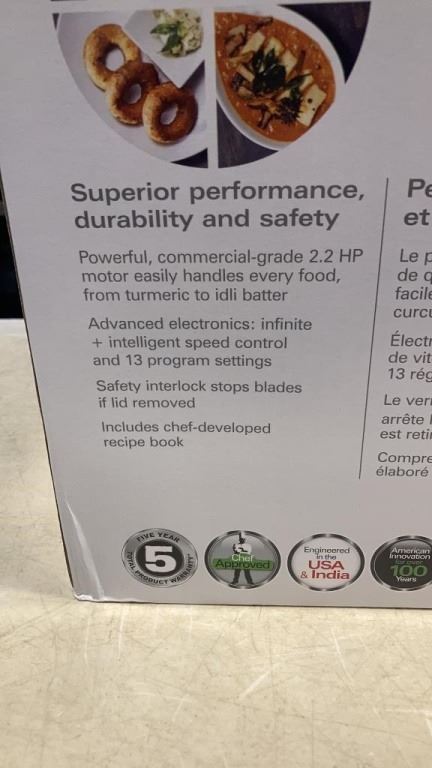 Superior performance,
durability and safety
Powerful, commercial-grade 2.2 HP
motor easily handles every food,
from turmeric to idli batter
Advanced electronics: infinite
+ intelligent speed control
and 13 program settings
Safety interlock stops blades
if lid removed
Includes chef-developed
recipe book
et
Le
de
facile
Élect
de vit
13 rég
Le ver
arrête
est reti
Compre
élaboré
FIVE YEAR
5
TOTAL PRODUCT WARRANTY*
Chef
Approved
Engineered
in the
USA
& India
American
Innovation
for over
100
Years